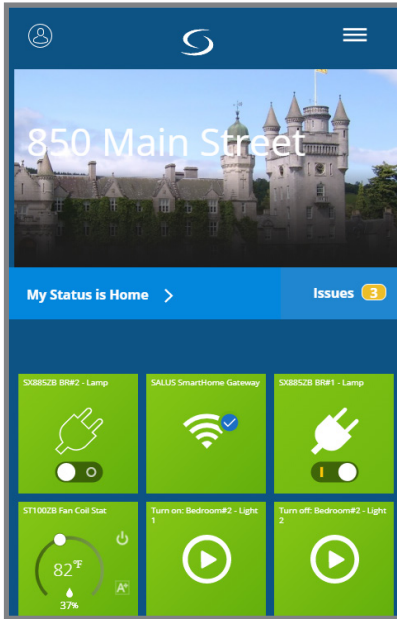 850 Main Street
My Status is Home
Issues 3
SX885ZB BR#2 - Lamp
SALUS SmartHome Gateway
SX885ZB BR#1 - Lamp
ST100ZB Fan Coil Stat
82°F
A*
37%
Turn on: Bedroom#2 - Light
1
Turn off: Bedroom#2 - Light
2